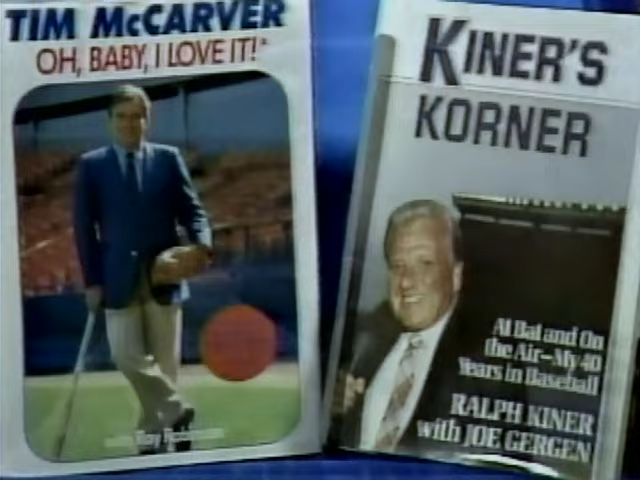 TIM McCARVER
OH, BABY, I LOVE IT!
KINER'S
KORNER
At Bat and On
the Air–My 40
Years in Baseball
RALPH KINER
with JOE GERGEN